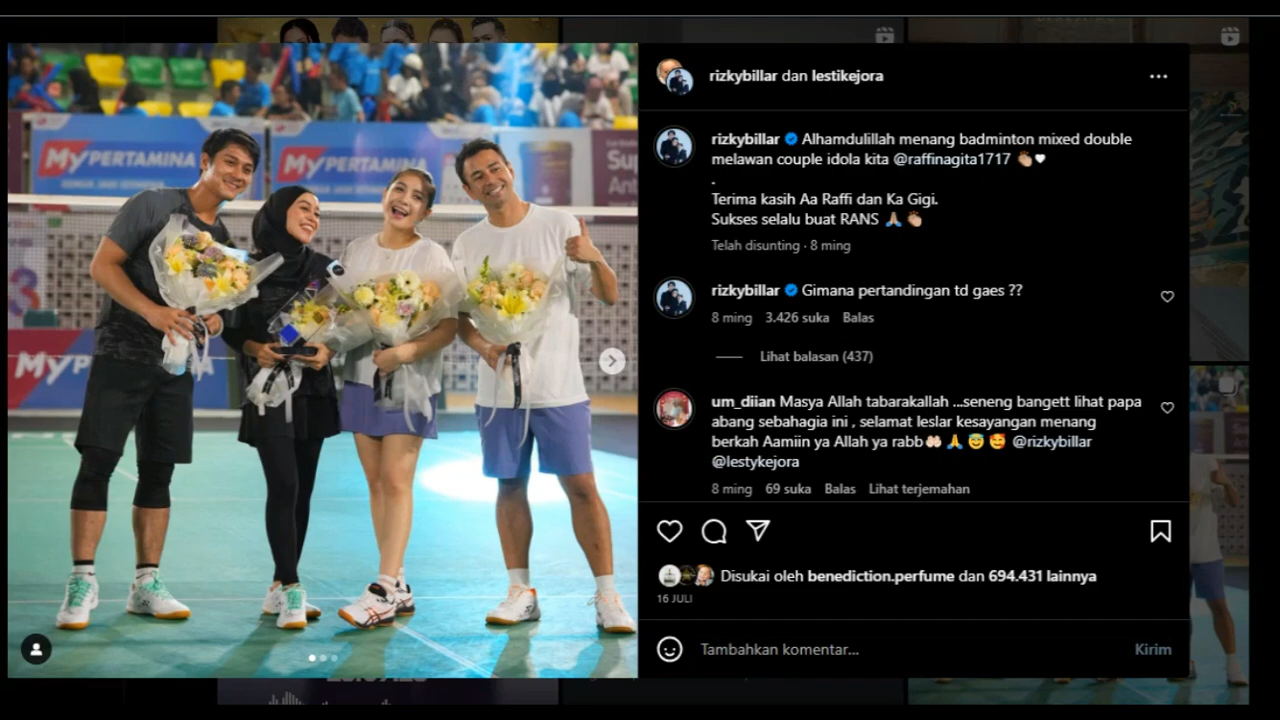 MyPERTAMINA
MyPERTAMINA
Sup
Ant
MyP
rizkybillar dan lestikejora
rizkybillar Alhamdulillah menang badminton mixed double
melawan couple idola kita @raffinagita1717 👏🏻🤍
.
Terima kasih Aa Raffi dan Ka Gigi.
Sukses selalu buat RANS 🙏🏻 👏🏻
Telah disunting · 8 ming
rizkybillar Gimana pertandingan td gaes ??
8 ming 3.426 suka Balas
Lihat balasan (437)
um_diian Masya Allah tabarakallah ...seneng bangett lihat papa
abang sebahagia ini , selamat leslar kesayangan menang
berkah Aamiin ya Allah ya rabb🤲🏻 🙏 😇 🥰 @rizkybillar
@lestykejora
8 ming 69 suka Balas Lihat terjemahan
Disukai oleh benediction.perfume dan 694.431 lainnya
16 JULI
Tambahkan komentar...
Kirim